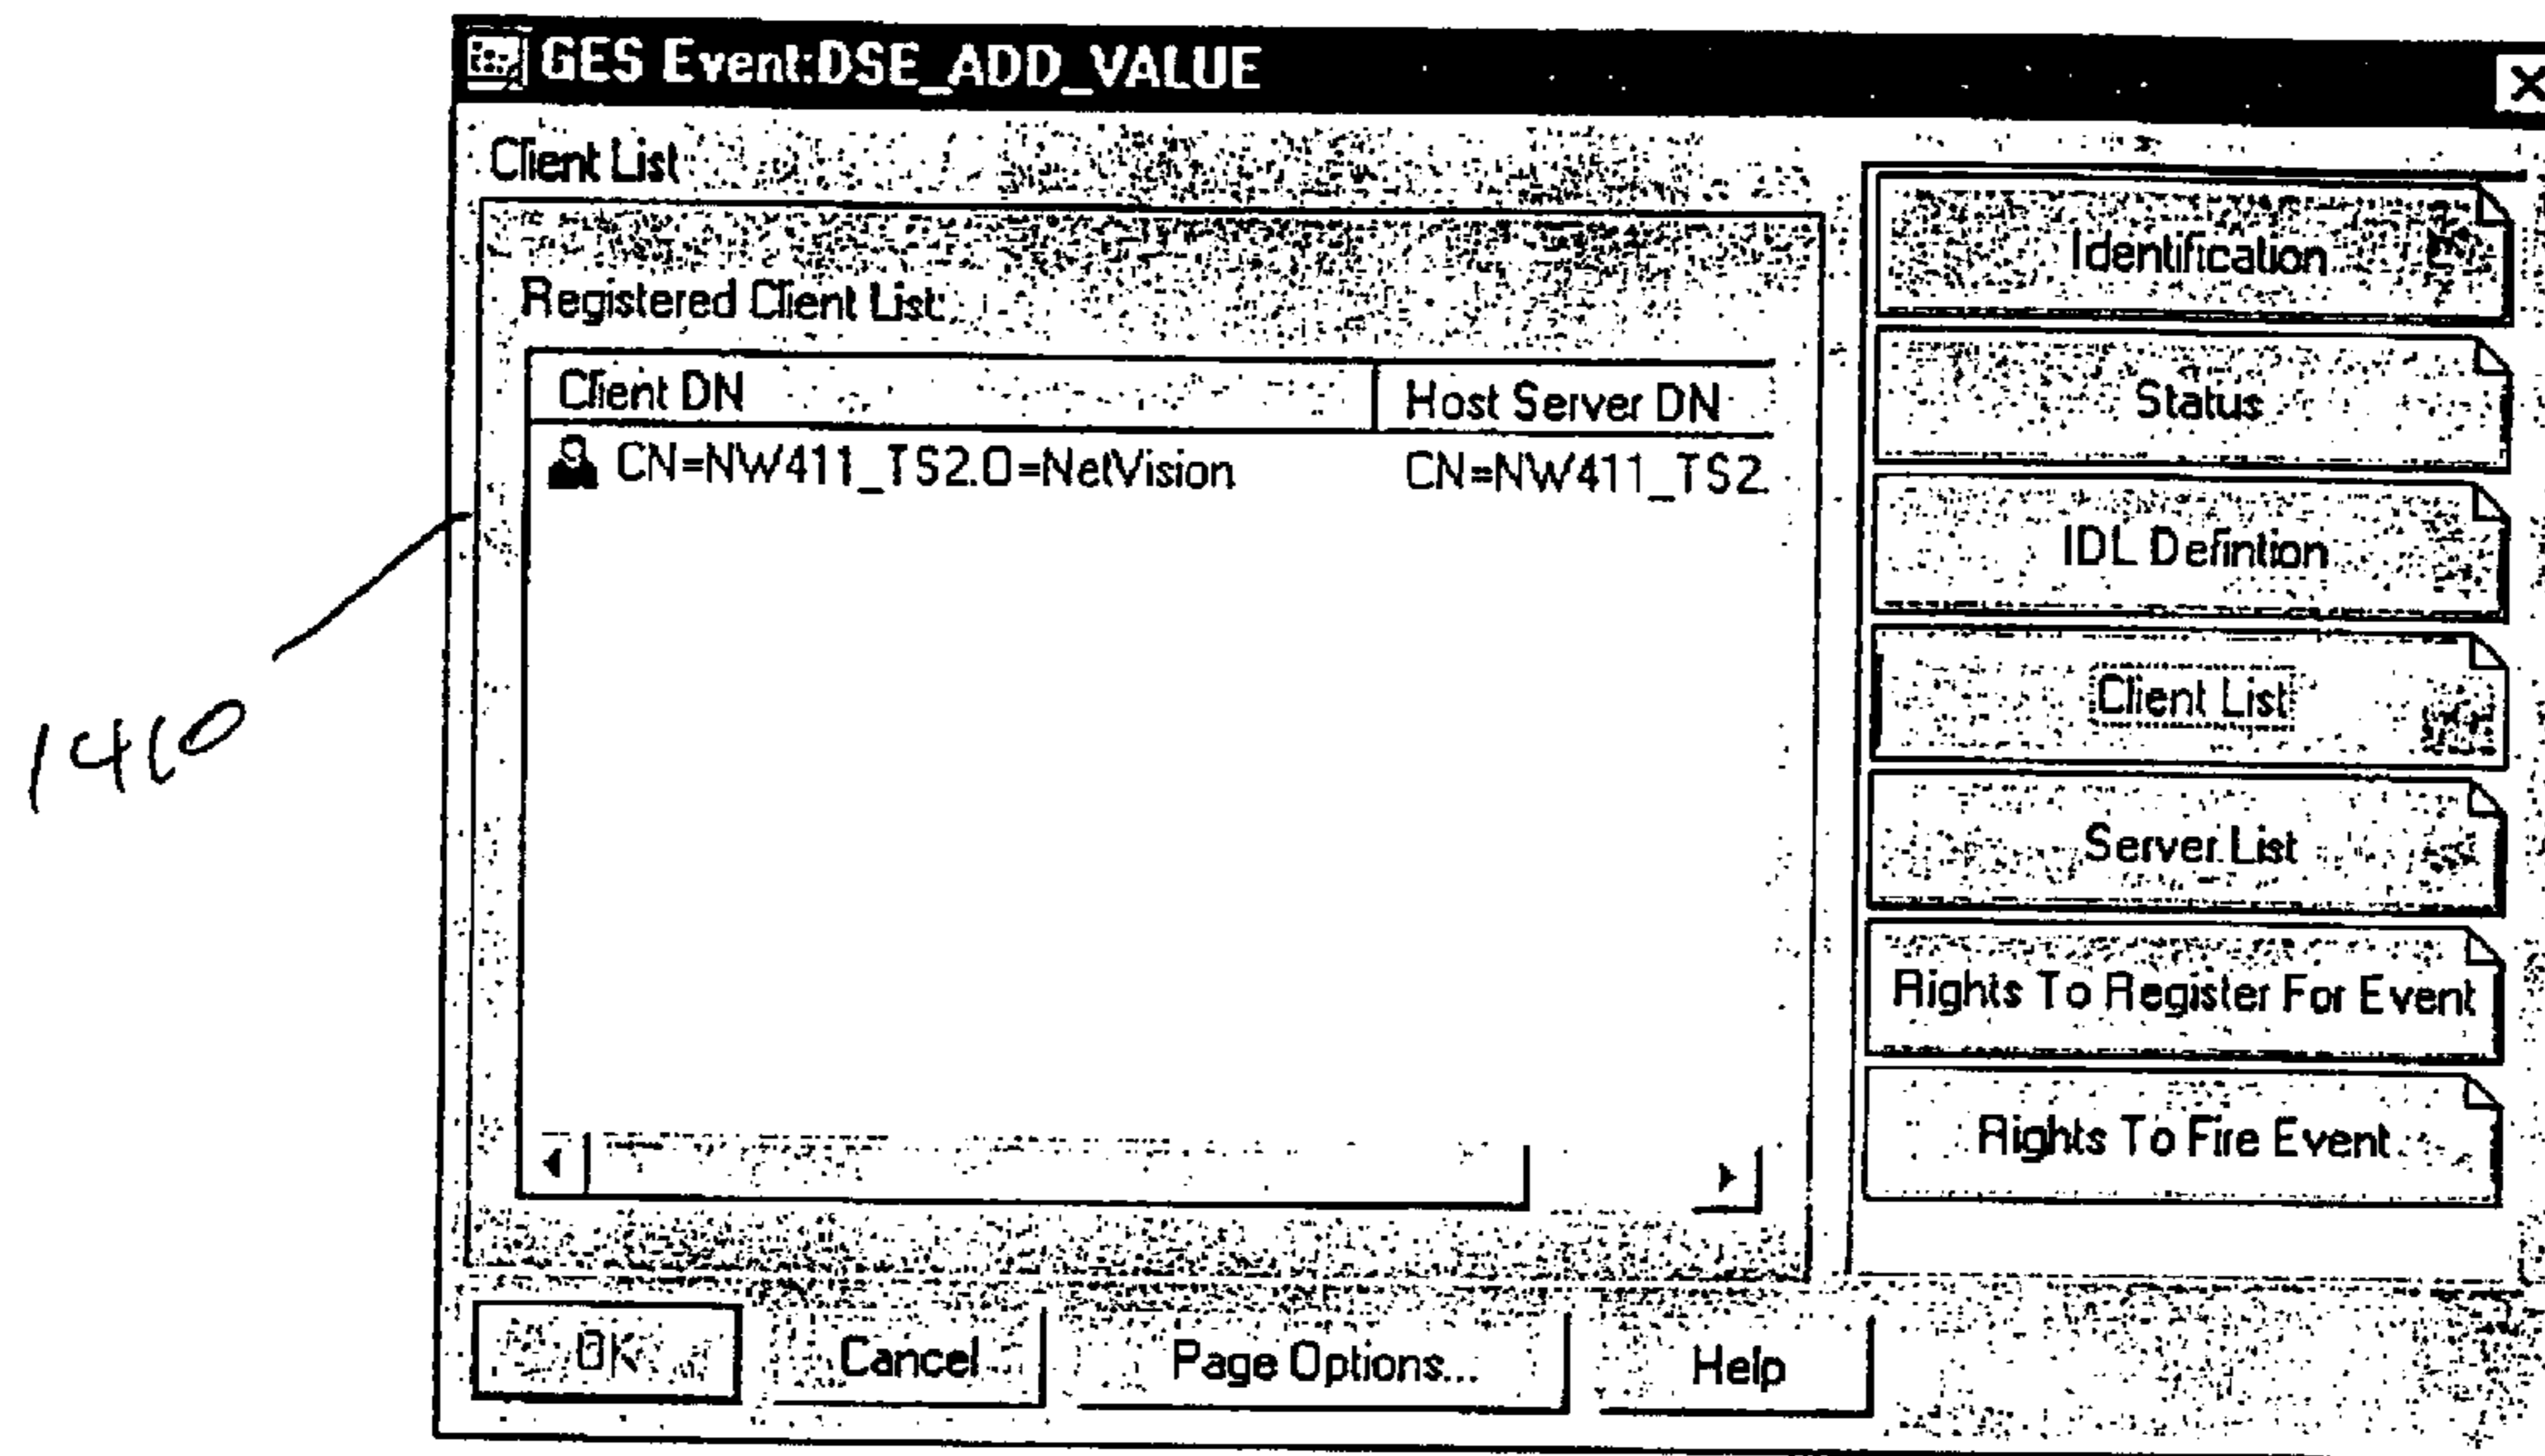 GES Event:DSE_ADD_VALUE
Client List
Registered Client List:
Client DN Host Server DN
CN=NW411_TS2.O=NetVision CN=NW411_TS2.
Identification
Status
IDL Defintion
Client List
Server List
Rights To Register For Event
Rights To Fire Event
OK Cancel Page Options... Help
1410